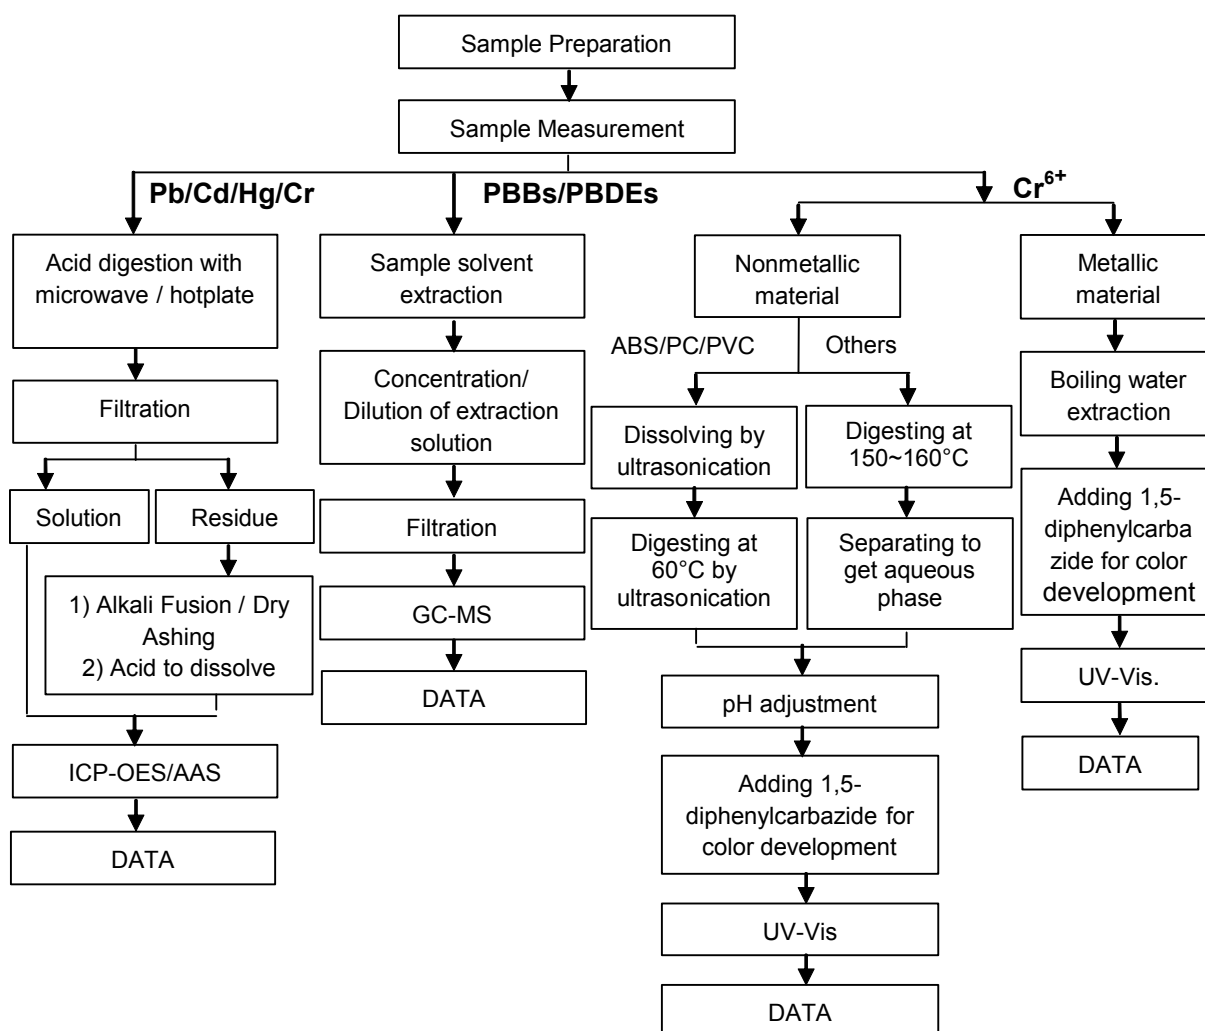 Sample Preparation
Sample Measurement
Pb/Cd/Hg/Cr
PBBs/PBDEs
Cr6+
Acid digestion with
microwave / hotplate
Filtration
Solution
Residue
1) Alkali Fusion / Dry
Ashing
2) Acid to dissolve
ICP-OES/AAS
DATA
Sample solvent
extraction
Concentration/
Dilution of extraction
solution
Filtration
GC-MS
DATA
Nonmetallic
material
ABS/PC/PVC
Others
Dissolving by
ultrasonication
Digesting at
60°C by
ultrasonication
Digesting at
150~160°C
Separating to
get aqueous
phase
pH adjustment
Adding 1,5-
diphenylcarbazide for
color development
UV-Vis
DATA
Metallic
material
Boiling water
extraction
Adding 1,5-
diphenylcarba
zide for color
development
UV-Vis.
DATA